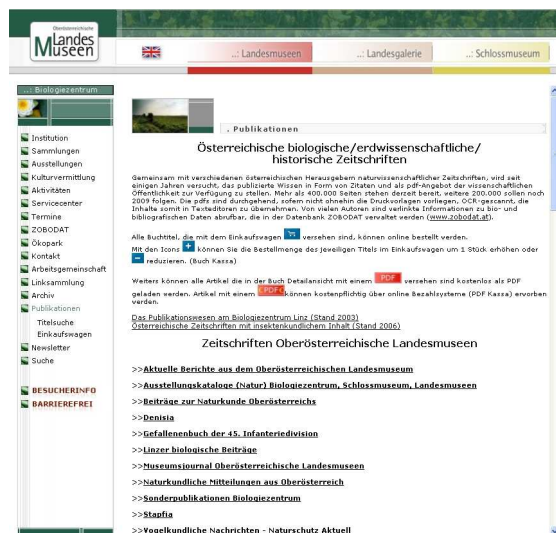 Oberösterreichische
Landes
Museen
..: Landesmuseen
..: Landesgalerie
..: Schlossmuseum
..: Biologiezentrum
Institution
Sammlungen
Ausstellungen
Kulturvermittlung
Aktivitäten
Servicecenter
Termine
ZOBODAT
Ökopark
Kontakt
Arbeitsgemeinschaft
Linksammlung
Archiv
Publikationen
Titelsuche
Einkaufswagen
Newsletter
Suche
BESUCHERINFO
BARRIEREFREI
. Publikationen
Österreichische biologische/erdwissenschaftliche/
historische Zeitschriften
Gemeinsam mit verschiedenen österreichischen Herausgebern naturwissenschaftlicher Zeitschriften, wird seit
einigen Jahren versucht, das publizierte Wissen in Form von Zitaten und als pdf-Angebot der wissenschaftlichen
Öffentlichkeit zur Verfügung zu stellen. Mehr als 400.000 Seiten stehen derzeit bereit, weitere 200.000 sollen noch
2009 folgen. Die pdfs sind durchgehend, sofern nicht ohnehin die Druckvorlagen vorliegen, OCR-gescannt, die
Inhalte somit in Texteditoren zu übernehmen. Von vielen Autoren sind verlinkte Informationen zu bio- und
bibliografischen Daten abrufbar, die in der Datenbank ZOBODAT vervaltet werden (www.zobodat.at).
Alle Buchtitel, die mit dem Einkaufswagen versehen sind, können online bestellt werden.
Mit den Icons + können Sie die Bestellmenge des jeweiligen Titels im Einkaufswagen um 1 Stück erhöhen oder
- reduzieren. (Buch Kassa)
Weiters können alle Artikel die in der Buch Detailansicht mit einem PDF versehen sind kostenlos als PDF
geladen werden. Artikel mit einem PDF € können kostenpflichtig über online Bezahlsysteme (PDF Kassa) erworben
werden.
Das Publikationswesen am Biologiezentrum Linz (Stand 2003)
Österreichische Zeitschriften mit insektenkundlichem Inhalt (Stand 2006)
Zeitschriften Oberösterreichische Landesmuseen
>>Aktuelle Berichte aus dem Oberösterreichischen Landesmuseum
>>Ausstellungskataloge (Natur) Biologiezentrum, Schlossmuseum, Landesmuseen
>>Beiträge zur Naturkunde Oberösterreichs
>>Denisia
>>Gefallenenbuch der 45. Infanteriedivision
>>Linzer biologische Beiträge
>>Museumsjournal Oberösterreichische Landesmuseen
>>Naturkundliche Mitteilungen aus Oberösterreich
>>Sonderpublikationen Biologiezentrum
>>Stapfia
>>Vogelkundliche Nachrichten - Naturschutz Aktuell